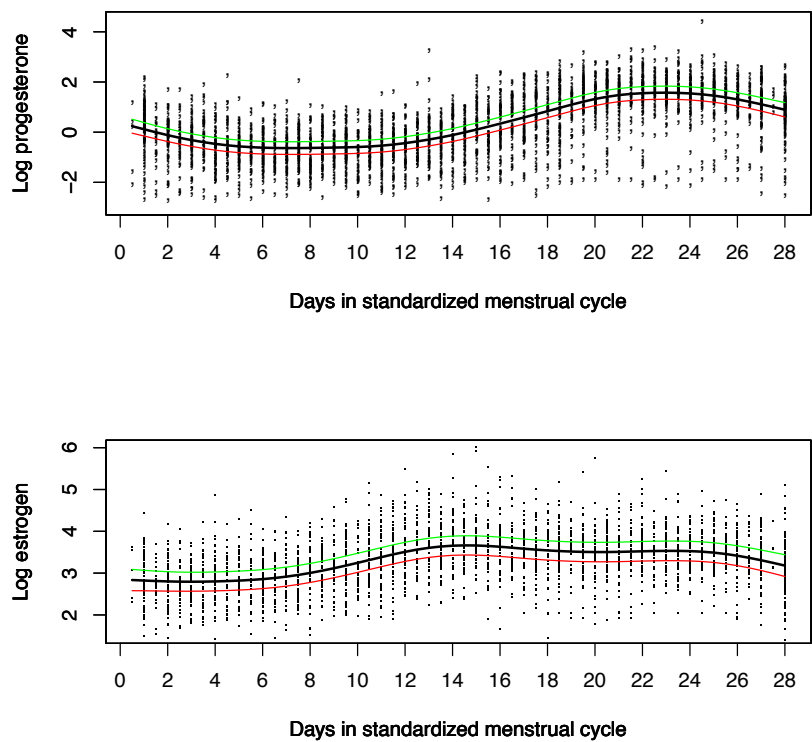 Log progesterone
4
2
0
−2
0 2 4 6 8 10 12 14 16 18 20 22 24 26 28
Days in standardized menstrual cycle
Log estrogen
6
5
4
3
2
0 2 4 6 8 10 12 14 16 18 20 22 24 26 28
Days in standardized menstrual cycle